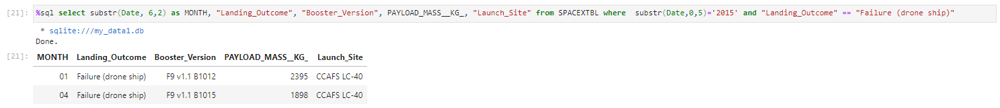 [21]: %sql select substr(Date, 6,2) as MONTH, "Landing_Outcome", "Booster_Version", PAYLOAD_MASS__KG_, "Launch_Site" from SPACEXTBL where  substr(Date,0,5)='2015' and "Landing_Outcome" == "Failure (drone ship)"
* sqlite:///my_data1.db
Done.
[21]: MONTH Landing_Outcome Booster_Version PAYLOAD_MASS__KG_ Launch_Site
01 Failure (drone ship) F9 v1.1 B1012 2395 CCAFS LC-40
04 Failure (drone ship) F9 v1.1 B1015 1898 CCAFS LC-40